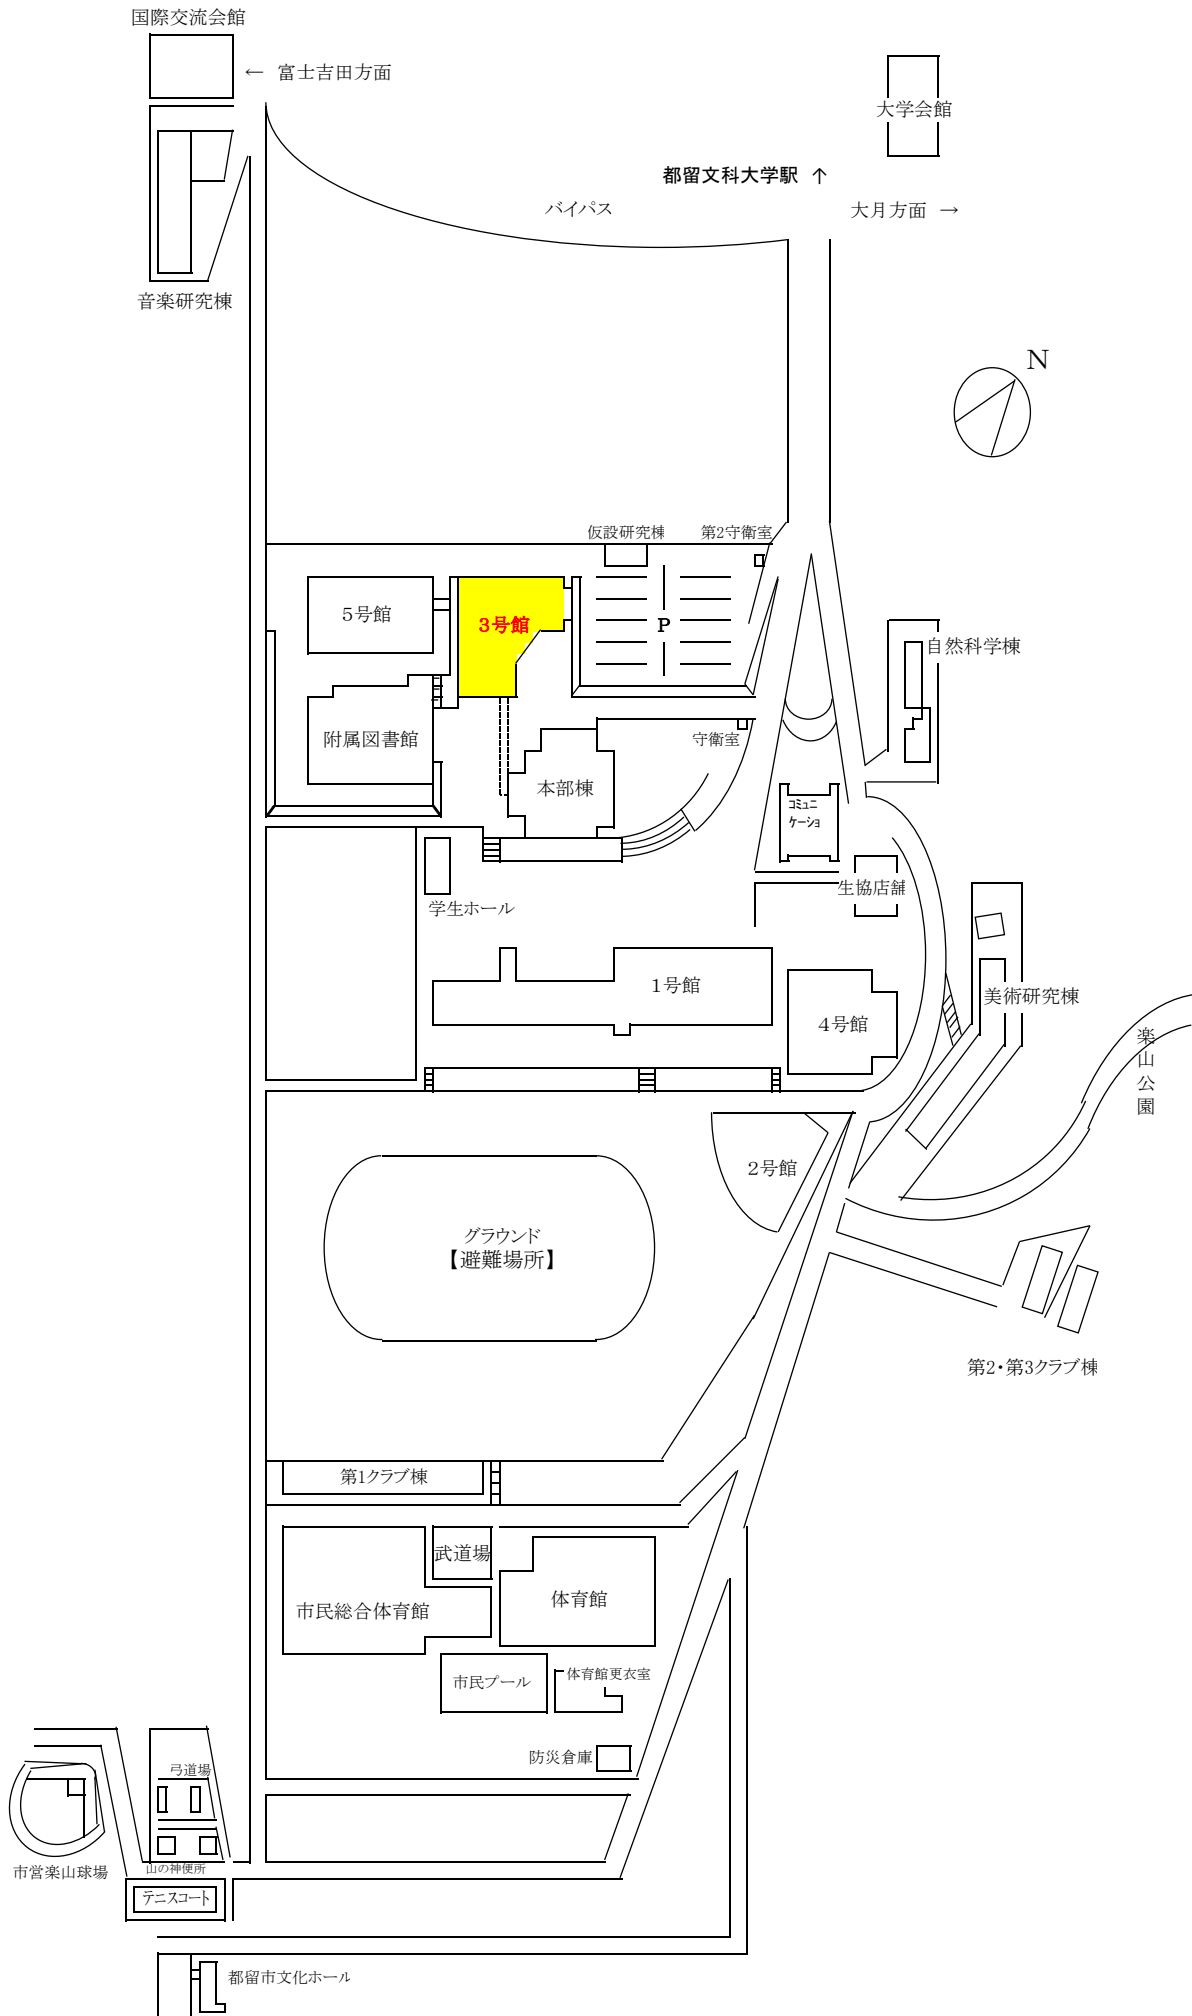 国際交流会館
← 富士吉田方面
大学会館
都留文科大学駅 ↑
バイパス
大月方面 →
音楽研究棟
N
仮設研究棟
第2守衛室
5号館
3号館
P
自然科学棟
附属図書館
守衛室
本部棟
コミュニ
ケーショ
生協店舗
学生ホール
1号館
美術研究棟
4号館
楽山公園
2号館
グラウンド
【避難場所】
第2・第3クラブ棟
第1クラブ棟
武道場
体育館
市民総合体育館
体育館更衣室
市民プール
防災倉庫
弓道場
市営楽山球場
山の神便所
テニスコート
都留市文化ホール